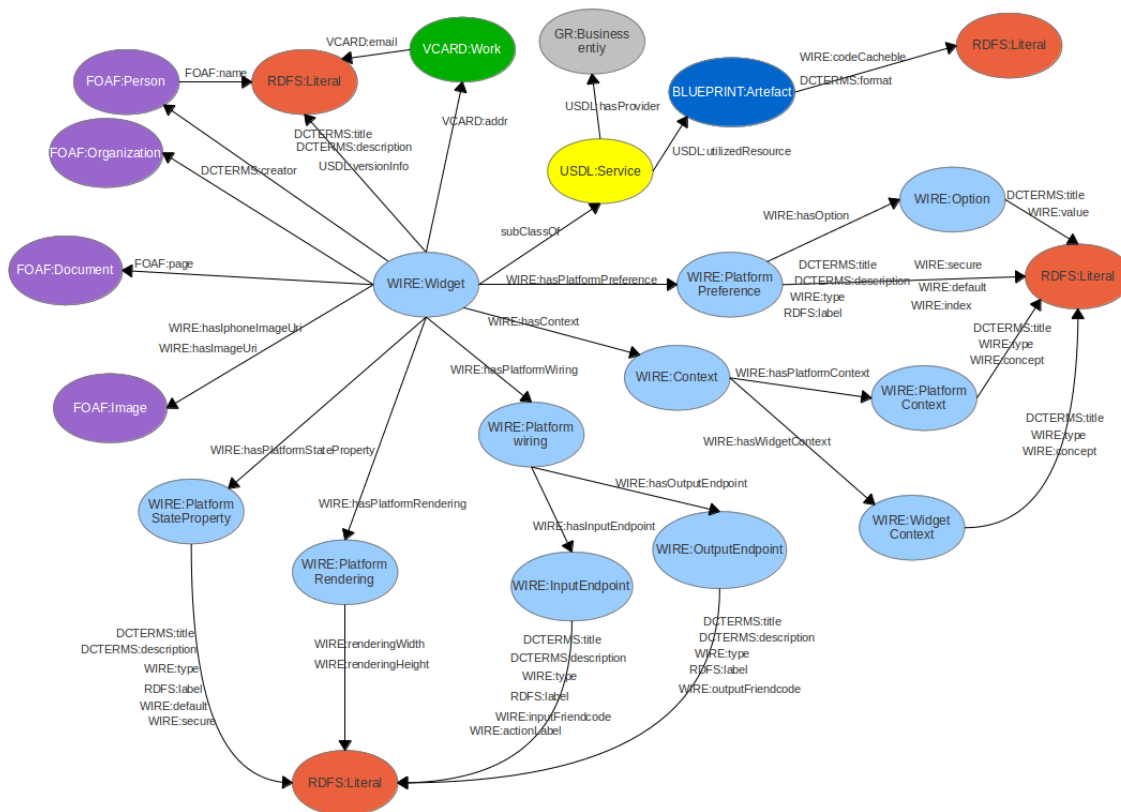 GR:Business
entiy
VCARD:email
VCARD:Work
RDFS:Literal
DCTERMS:title
WIRE:codeCacheble
FOAF:Person
FOAF:name
RDFS:Literal
BLUEPRINT:Artefact
DCTERMS:format
USDL:hasProvider
VCARD:addr
DCTERMS:title
DCTERMS:description
USDL:versionInfo
FOAF:Organization
USDL:utilizedResource
DCTERMS:creator
USDL:Service
DCTERMS:title
WIRE:value
WIRE:Option
WIRE:hasOption
subClassOf
FOAF:Document
FOAF:page
WIRE:Widget
WIRE:hasPlatformPreference
WIRE:Platform
Preference
DCTERMS:title
DCTERMS:description
WIRE:type
RDFS:label
WIRE:secure
WIRE:default
WIRE:index
RDFS:Literal
WIRE:hasIphoneImageUri
WIRE:hasImageUri
WIRE:hasContext
DCTERMS:title
WIRE:type
WIRE:concept
WIRE:hasPlatformWiring
WIRE:Context
WIRE:hasPlatformContext
WIRE:Platform
Context
FOAF:Image
WIRE:Platform
wiring
WIRE:hasWidgetContext
DCTERMS:title
WIRE:type
WIRE:concept
WIRE:hasPlatformStateProperty
WIRE:hasOutputEndpoint
WIRE:hasPlatformRendering
WIRE:Platform
StateProperty
WIRE:hasInputEndpoint
WIRE:Widget
Context
WIRE:OutputEndpoint
WIRE:Platform
Rendering
WIRE:InputEndpoint
DCTERMS:title
DCTERMS:description
WIRE:type
RDFS:label
WIRE:default
WIRE:secure
WIRE:renderingWidth
WIRE:renderingHeight
DCTERMS:title
DCTERMS:description
WIRE:type
RDFS:label
WIRE:inputFriendcode
WIRE:actionLabel
DCTERMS:title
DCTERMS:description
WIRE:type
RDFS:label
WIRE:outputFriendcode
RDFS:Literal